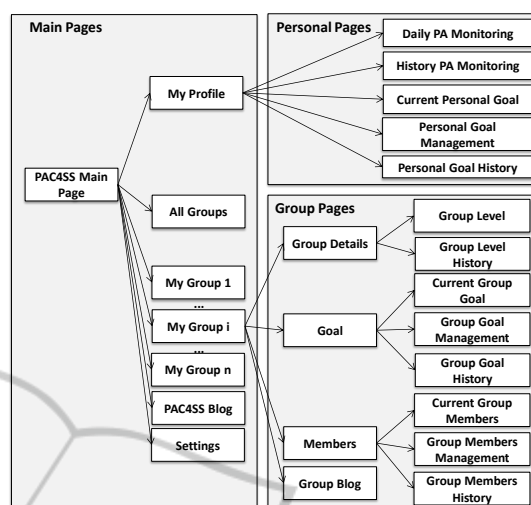 Main Pages
PAC4SS Main
Page
My Profile
All Groups
My Group 1
...
My Group i
...
My Group n
PAC4SS Blog
Settings
Personal Pages
Daily PA Monitoring
History PA Monitoring
Current Personal Goal
Personal Goal
Management
Personal Goal History
Group Pages
Group Details
Group Level
Group Level
History
Goal
Current Group
Goal
Group Goal
Management
Group Goal
History
Members
Current Group
Members
Group Members
Management
Group Members
History
Group Blog